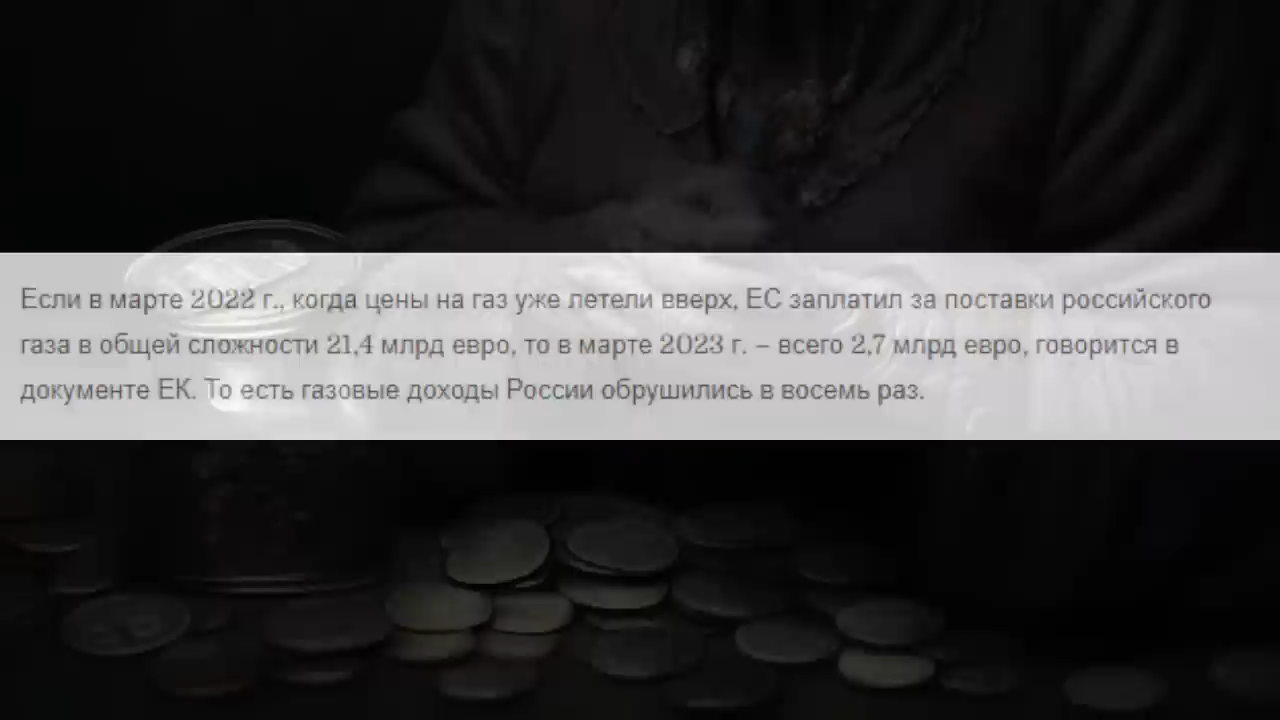 Если в марте 2022 г., когда цены на газ уже летели вверх, ЕС заплатил за поставки российского
газа в общей сложности 21,4 млрд евро, то в марте 2023 г. – всего 2,7 млрд евро, говорится в
документе ЕК. То есть газовые доходы России обрушились в восемь раз.